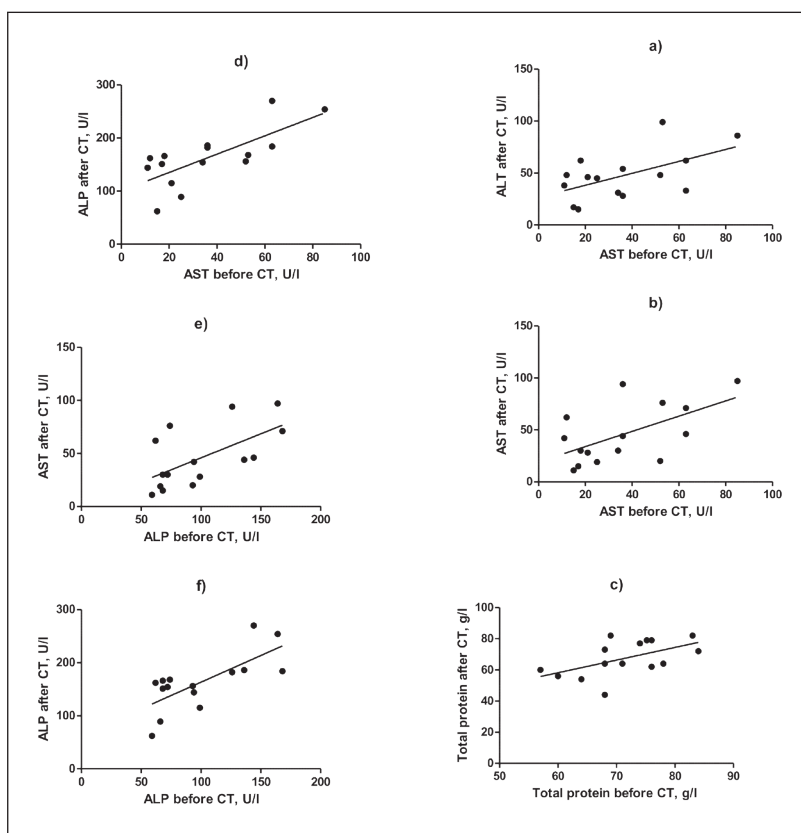 d)
ALP after CT, U/l
300
200
100
0
0 20 40 60 80 100
AST before CT, U/l
a)
ALT after CT, U/l
150
100
50
0
0 20 40 60 80 100
AST before CT, U/l
e)
AST after CT, U/l
150
100
50
0
0 50 100 150 200
ALP before CT, U/l
b)
AST after CT, U/l
150
100
50
0
0 20 40 60 80 100
AST before CT, U/l
f)
ALP after CT, U/l
300
200
100
0
0 50 100 150 200
ALP before CT, U/l
c)
Total protein after CT, g/l
100
80
60
40
20
0
50 60 70 80 90
Total protein before CT, g/l